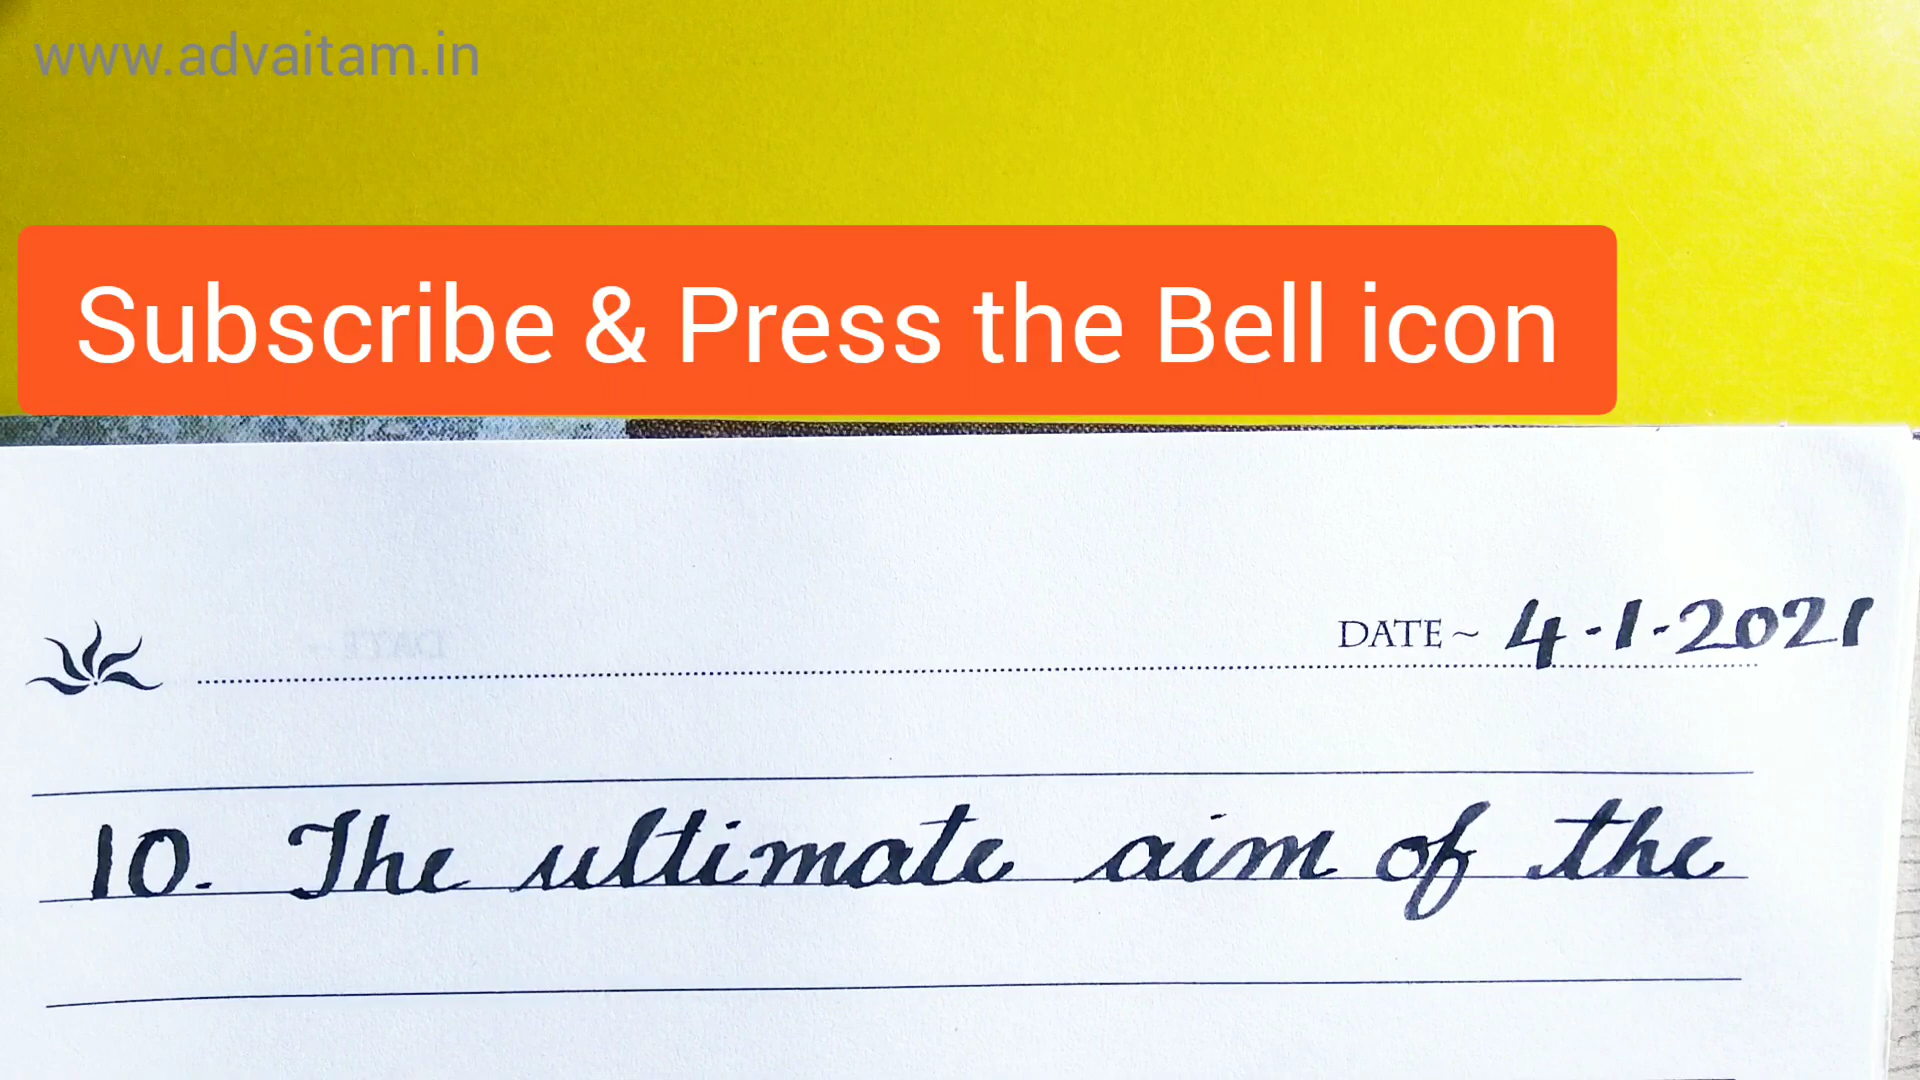 www.advaitam.in
Subscribe & Press the Bell icon
DATE ~ 4-1-2021
10. The ultimate aim of the